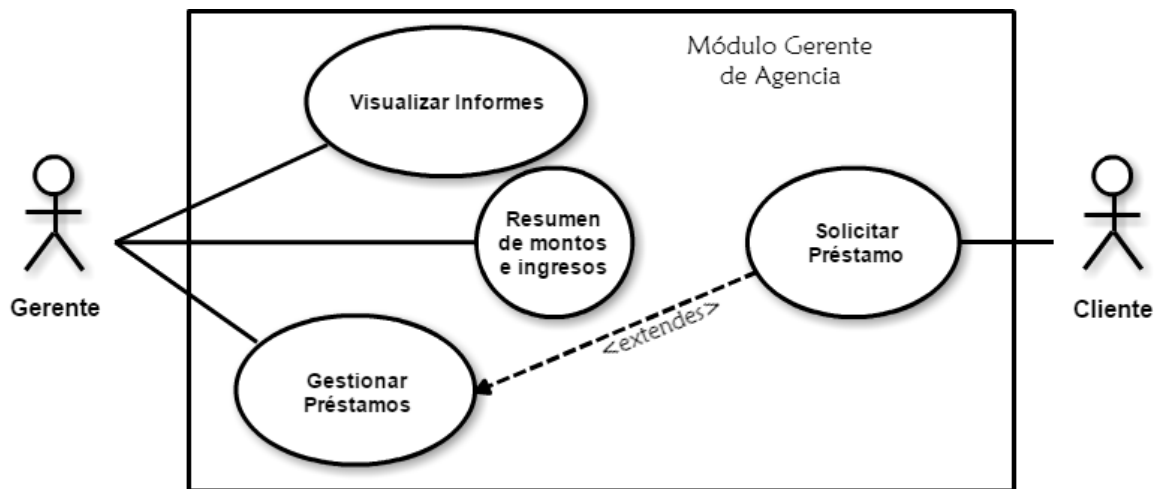 Módulo Gerente
de Agencia
Visualizar Informes
Resumen
de montos
e ingresos
Solicitar
Préstamo
Gerente
Cliente
<extendes>
Gestionar
Préstamos